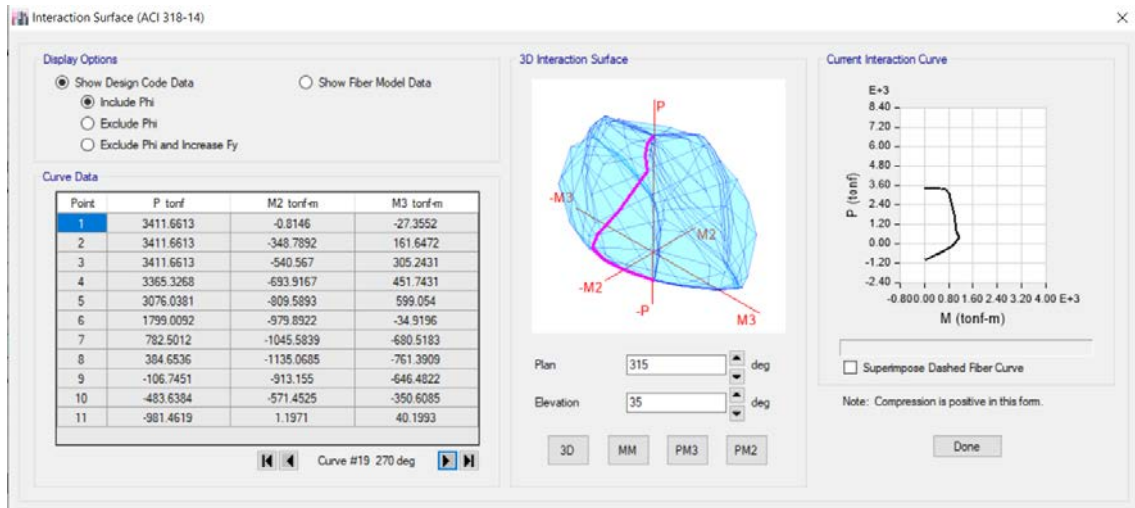 Interaction Surface (ACI 318-14)
Display Options
Show Design Code Data
Show Fiber Model Data
Include Phi
Exclude Phi
Exclude Phi and Increase Fy
Curve Data
Point P tonf M2 tonf-m M3 tonf-m
1 3411.6613 -0.8146 -27.3552
2 3411.6613 -348.7892 161.6472
3 3411.6613 -540.567 305.2431
4 3365.3268 -693.9167 451.7431
5 3076.0381 -809.5893 599.054
6 1799.0092 -979.8922 -34.9196
7 782.5012 -1045.5839 -680.5183
8 384.6536 -1135.0685 -761.3909
9 -106.7451 -913.155 -646.4822
10 -483.6384 -571.4525 -350.6085
11 -981.4619 1.1971 40.1993
Curve #19 270 deg
3D Interaction Surface
P
-M3
M2
-M2
-P
M3
Plan 315 deg
Elevation 35 deg
3D MM PM3 PM2
Current Interaction Curve
E+3
8.40
7.20
6.00
4.80
3.60
2.40
1.20
0.00
-1.20
-2.40
P (tonf)
-0.800.00 0.80 1.60 2.40 3.20 4.00 E+3
M (tonf-m)
Superimpose Dashed Fiber Curve
Note: Compression is positive in this form.
Done